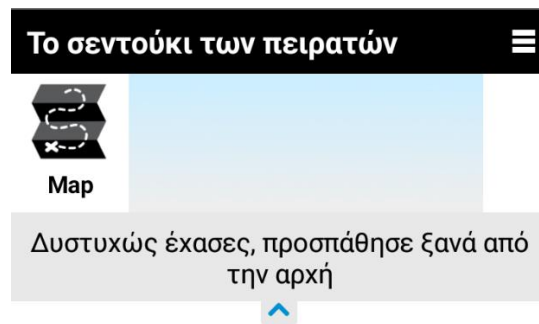 Το σεντούκι των πειρατών
Map
Δυστυχώς έχασες, προσπάθησε ξανά από
την αρχή